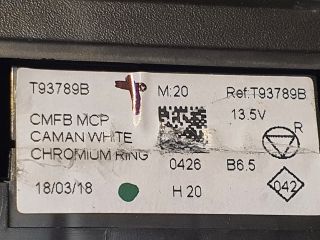 T93789B M:20 Ref:T93789B
13.5V
CMFB MCP
CAMAN WHITE
CHROMIUM RING
R
0426 B6.5
18/03/18 H 20 042